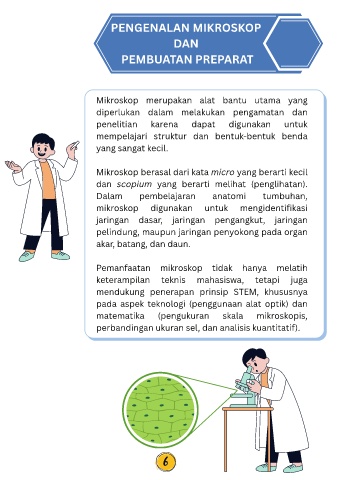 PENGENALAN MIKROSKOP
DAN
PEMBUATAN PREPARAT
Mikroskop merupakan alat bantu utama yang
diperlukan dalam melakukan pengamatan dan
penelitian karena dapat digunakan untuk
mempelajari struktur dan bentuk-bentuk benda
yang sangat kecil.
Mikroskop berasal dari kata micro yang berarti kecil
dan scopium yang berarti melihat (penglihatan).
Dalam pembelajaran anatomi tumbuhan,
mikroskop digunakan untuk mengidentifikasi
jaringan dasar, jaringan pengangkut, jaringan
pelindung, maupun jaringan penyokong pada organ
akar, batang, dan daun.
Pemanfaatan mikroskop tidak hanya melatih
keterampilan teknis mahasiswa, tetapi juga
mendukung penerapan prinsip STEM, khususnya
pada aspek teknologi (penggunaan alat optik) dan
matematika (pengukuran skala mikroskopis,
perbandingan ukuran sel, dan analisis kuantitatif).
6